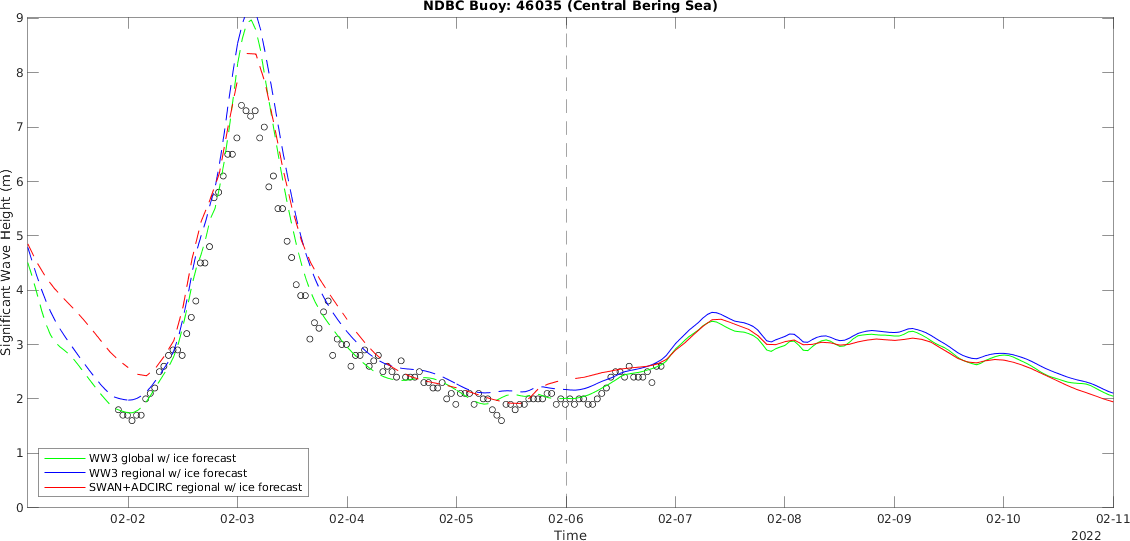 NDBC Buoy: 46035 (Central Bering Sea)
9
8
7
6
5
4
3
2
1
0
Significant Wave Height (m)
WW3 global w/ ice forecast
WW3 regional w/ ice forecast
SWAN+ADCIRC regional w/ ice forecast
02-02 02-03 02-04 02-05 02-06 02-07 02-08 02-09 02-10 02-11
Time
2022